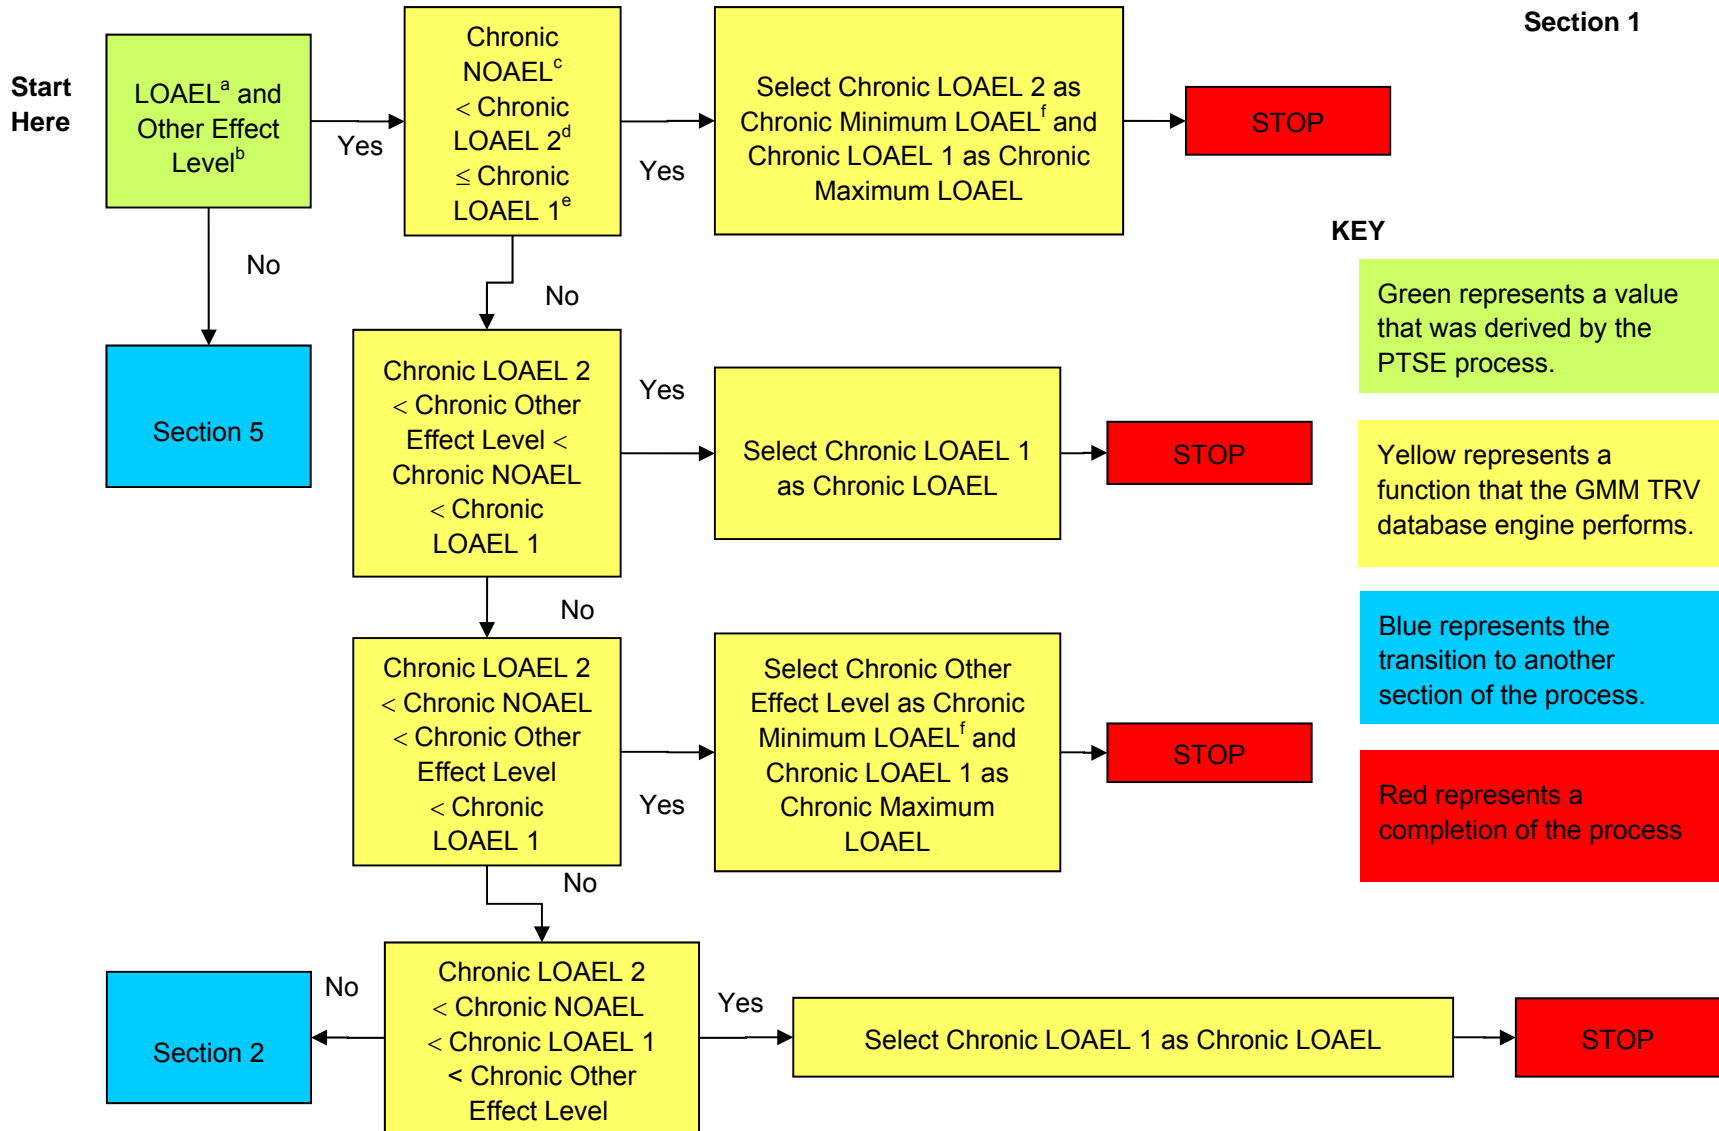 Section 1
Start
Here
LOAELᵃ and
Other Effect
Levelᵇ
Yes
No
Section 5
Chronic
NOAELᶜ
< Chronic
LOAEL 2ᵈ
≤ Chronic
LOAEL 1ᵉ
Yes
No
Select Chronic LOAEL 2 as
Chronic Minimum LOAELᶠ and
Chronic LOAEL 1 as Chronic
Maximum LOAEL
STOP
Chronic LOAEL 2
< Chronic Other
Effect Level <
Chronic NOAEL
< Chronic
LOAEL 1
Yes
No
Select Chronic LOAEL 1
as Chronic LOAEL
STOP
Chronic LOAEL 2
< Chronic NOAEL
< Chronic Other
Effect Level
< Chronic
LOAEL 1
Yes
No
Select Chronic Other
Effect Level as Chronic
Minimum LOAELᶠ and
Chronic LOAEL 1 as
Chronic Maximum
LOAEL
STOP
Chronic LOAEL 2
< Chronic NOAEL
< Chronic LOAEL 1
< Chronic Other
Effect Level
No
Section 2
Yes
Select Chronic LOAEL 1 as Chronic LOAEL
STOP
KEY
Green represents a value
that was derived by the
PTSE process.
Yellow represents a
function that the GMM TRV
database engine performs.
Blue represents the
transition to another
section of the process.
Red represents a
completion of the process